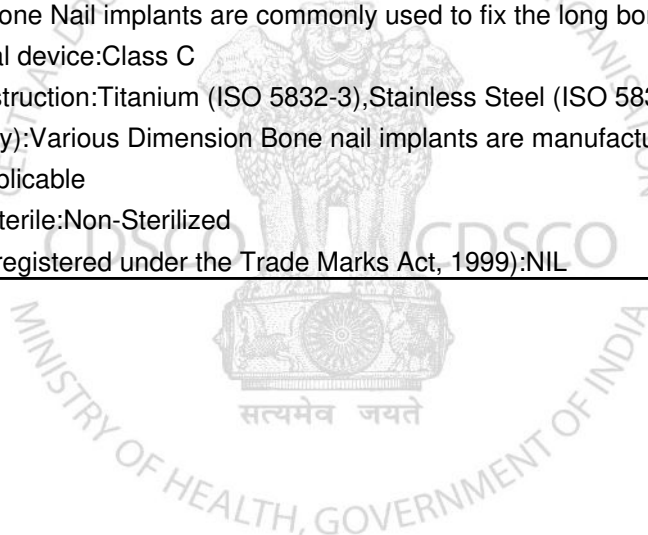 one Nail implants are commonly used to fix the long bor
al device:Class C
struction:Titanium (ISO 5832-3),Stainless Steel (ISO 583
y):Various Dimension Bone nail implants are manufactu
plicable
terile:Non-Sterilized
CDSCO CDSCO
registered under the Trade Marks Act, 1999):NIL
सत्यमेव जयते
MINISTRY OF HEALTH, GOVERNMENT OF INDIA